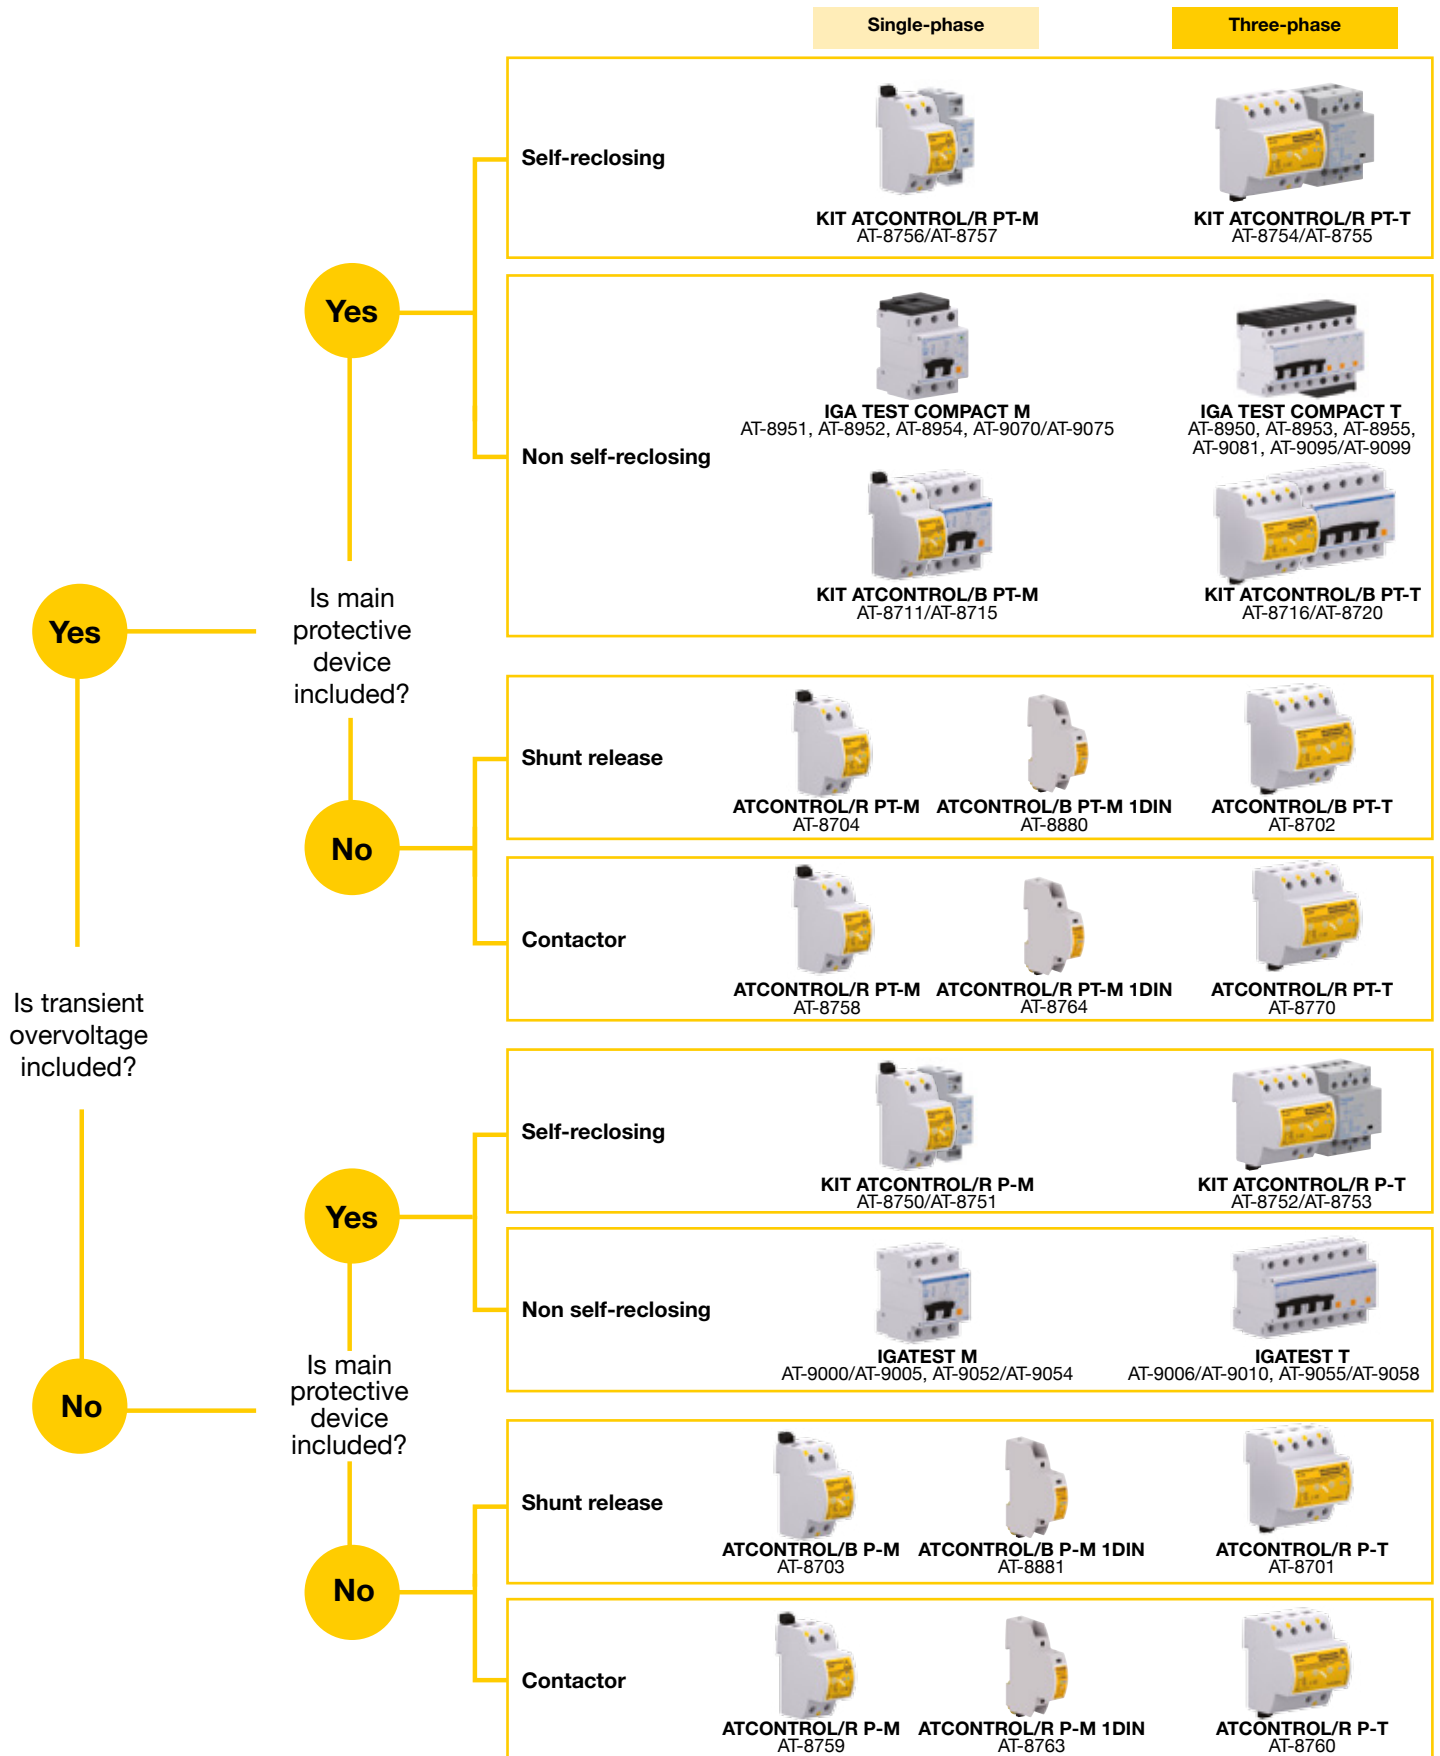 Single-phase
Three-phase
Self-reclosing
KIT ATCONTROL/R PT-M
AT-8756/AT-8757
KIT ATCONTROL/R PT-T
AT-8754/AT-8755
Yes
Non self-reclosing
IGA TEST COMPACT M
AT-8951, AT-8952, AT-8954, AT-9070/AT-9075
IGA TEST COMPACT T
AT-8950, AT-8953, AT-8955,
AT-9081, AT-9095/AT-9099
KIT ATCONTROL/B PT-M
AT-8711/AT-8715
KIT ATCONTROL/B PT-T
AT-8716/AT-8720
Yes
Is main
protective
device
included?
Shunt release
ATCONTROL/R PT-M
AT-8704
ATCONTROL/B PT-M 1DIN
AT-8880
ATCONTROL/B PT-T
AT-8702
No
Contactor
ATCONTROL/R PT-M
AT-8758
ATCONTROL/R PT-M 1DIN
AT-8764
ATCONTROL/R PT-T
AT-8770
Is transient
overvoltage
included?
Self-reclosing
KIT ATCONTROL/R P-M
AT-8750/AT-8751
KIT ATCONTROL/R P-T
AT-8752/AT-8753
Yes
Non self-reclosing
IGATEST M
AT-9000/AT-9005, AT-9052/AT-9054
IGATEST T
AT-9006/AT-9010, AT-9055/AT-9058
No
Is main
protective
device
included?
Shunt release
ATCONTROL/B P-M
AT-8703
ATCONTROL/B P-M 1DIN
AT-8881
ATCONTROL/R P-T
AT-8701
No
Contactor
ATCONTROL/R P-M
AT-8759
ATCONTROL/R P-M 1DIN
AT-8763
ATCONTROL/R P-T
AT-8760